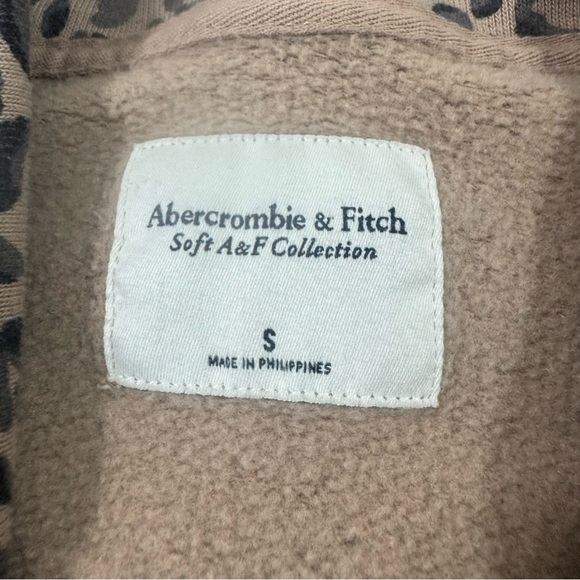 Abercrombie & Fitch
Soft A&F Collection
S
MADE IN PHILIPPINES